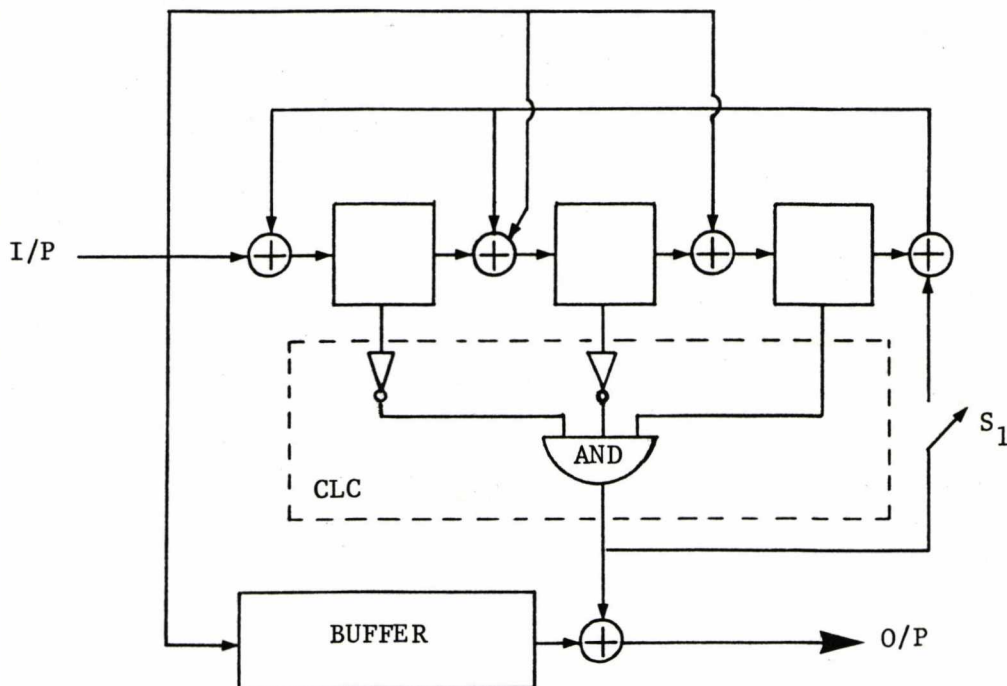 I/P
S1
AND
CLC
BUFFER
O/P